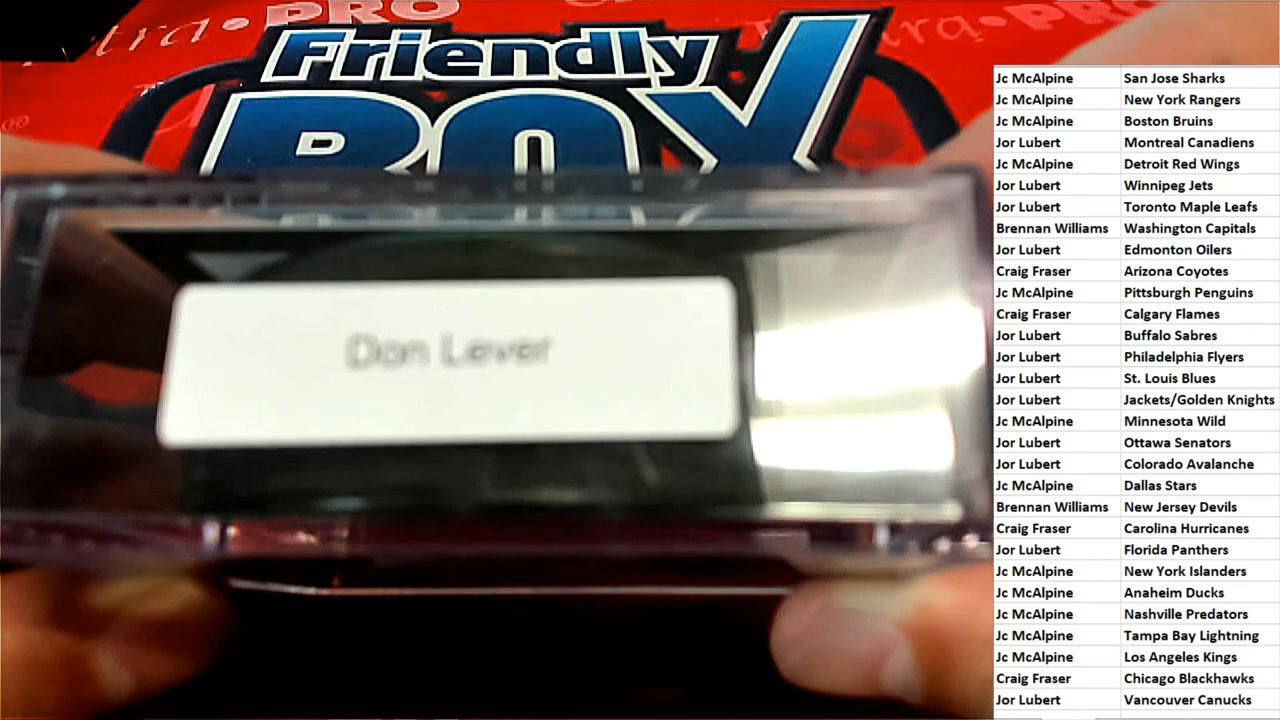 tra • PRO
Friendly
BOX
Don Lever
Jc McAlpine San Jose Sharks
Jc McAlpine New York Rangers
Jc McAlpine Boston Bruins
Jor Lubert Montreal Canadiens
Jc McAlpine Detroit Red Wings
Jor Lubert Winnipeg Jets
Jor Lubert Toronto Maple Leafs
Brennan Williams Washington Capitals
Jor Lubert Edmonton Oilers
Craig Fraser Arizona Coyotes
Jc McAlpine Pittsburgh Penguins
Craig Fraser Calgary Flames
Jor Lubert Buffalo Sabres
Jor Lubert Philadelphia Flyers
Jor Lubert St. Louis Blues
Jor Lubert Jackets/Golden Knights
Jc McAlpine Minnesota Wild
Jor Lubert Ottawa Senators
Jor Lubert Colorado Avalanche
Jc McAlpine Dallas Stars
Brennan Williams New Jersey Devils
Craig Fraser Carolina Hurricanes
Jor Lubert Florida Panthers
Jc McAlpine New York Islanders
Jc McAlpine Anaheim Ducks
Jc McAlpine Nashville Predators
Jc McAlpine Tampa Bay Lightning
Jc McAlpine Los Angeles Kings
Craig Fraser Chicago Blackhawks
Jor Lubert Vancouver Canucks